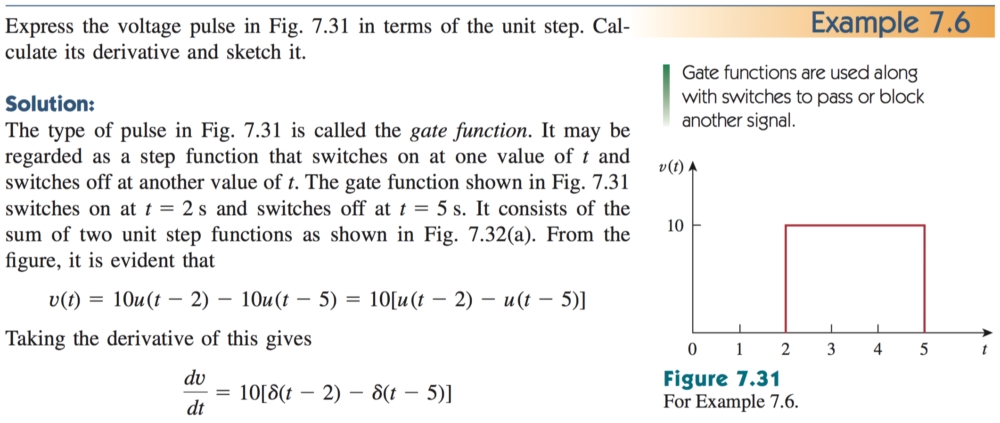 Example 7.6
Express the voltage pulse in Fig. 7.31 in terms of the unit step. Cal-
culate its derivative and sketch it.
Solution:
The type of pulse in Fig. 7.31 is called the gate function. It may be
regarded as a step function that switches on at one value of t and
switches off at another value of t. The gate function shown in Fig. 7.31
switches on at t = 2 s and switches off at t = 5 s. It consists of the
sum of two unit step functions as shown in Fig. 7.32(a). From the
figure, it is evident that
v(t) = 10u(t − 2) − 10u(t − 5) = 10[u(t − 2) − u(t − 5)]
Taking the derivative of this gives
dv
dt
= 10[δ(t − 2) − δ(t − 5)]
Gate functions are used along
with switches to pass or block
another signal.
v(t)
10
0 1 2 3 4 5 t
Figure 7.31
For Example 7.6.